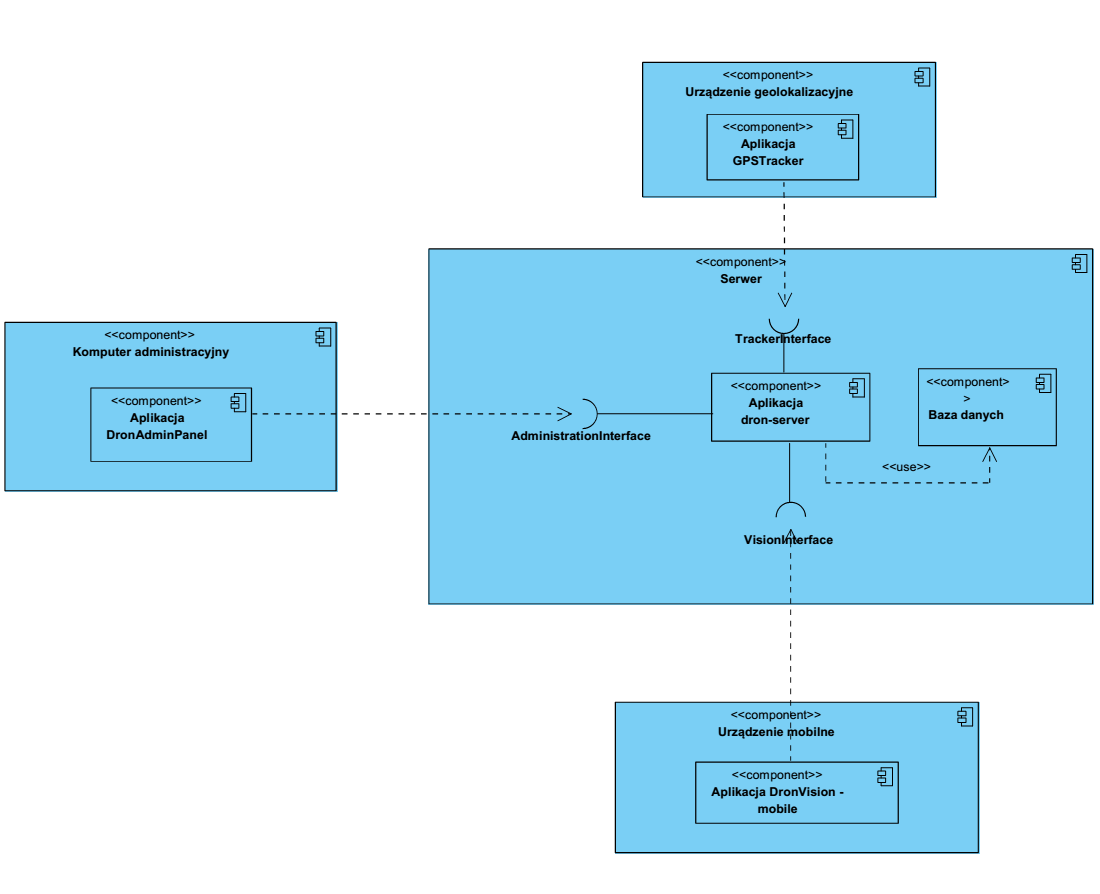 <<component>>
Urządzenie geolokalizacyjne
<<component>>
Aplikacja
GPSTracker
<<component>>
Serwer
TrackerInterface
<<component>>
Komputer administracyjny
<<component>>
Aplikacja
DronAdminPanel
AdministrationInterface
<<component>>
Aplikacja
dron-server
<<component>
>
Baza danych
<<use>>
VisionInterface
<<component>>
Urządzenie mobilne
<<component>>
Aplikacja DronVision -
mobile